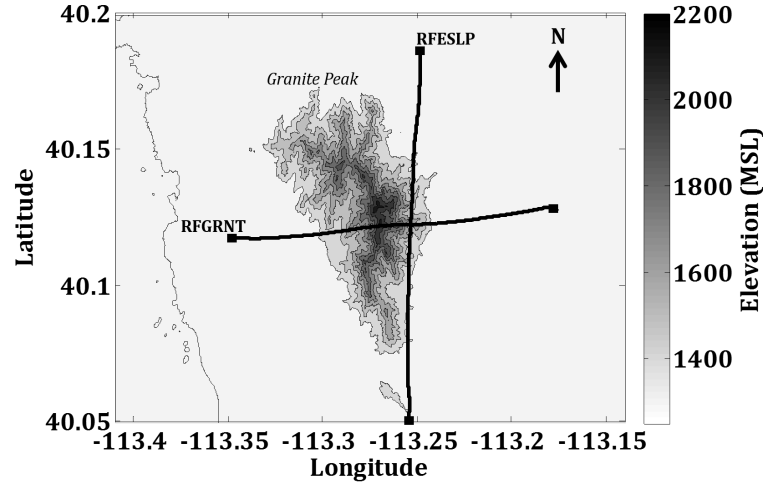 40.2
RFESLP
N
Granite Peak
40.15
RFGRNT
40.1
40.05
Latitude
-113.4
-113.35
-113.3
-113.25
-113.2
-113.15
Longitude
2200
2000
1800
1600
1400
Elevation (MSL)